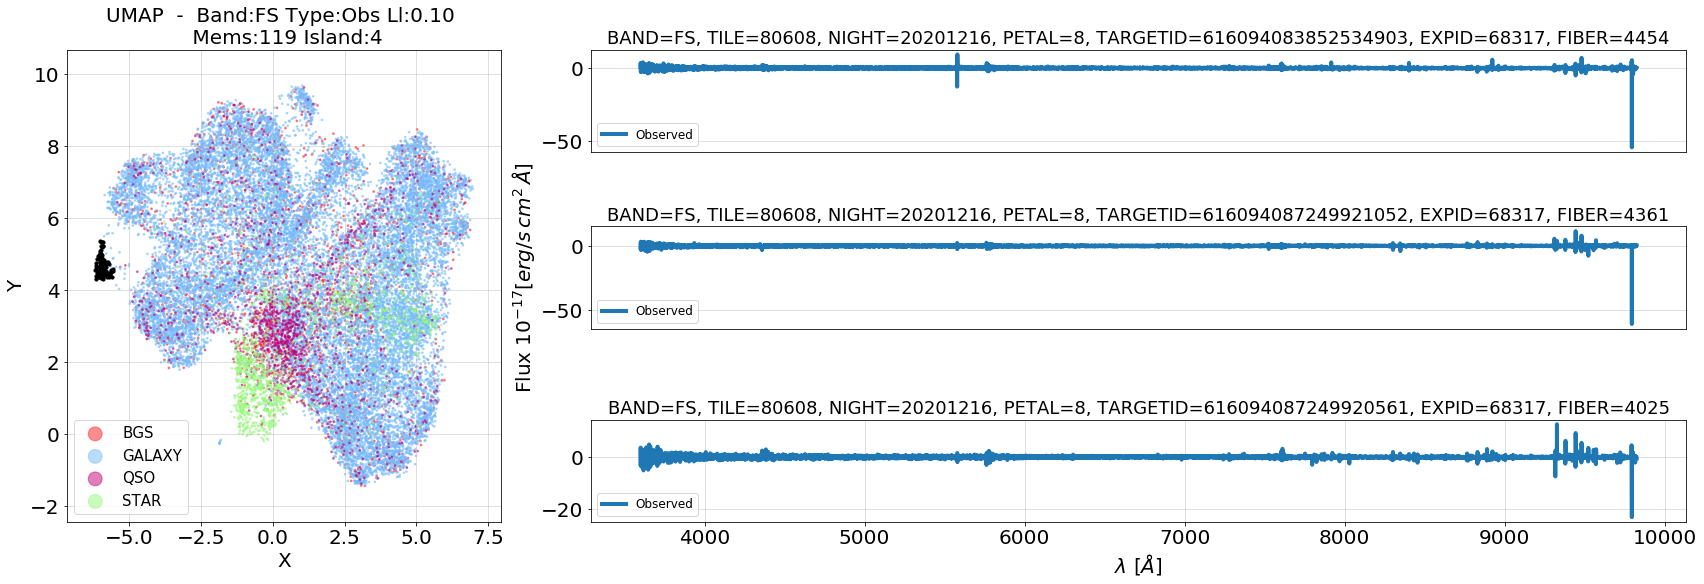 UMAP - Band:FS Type:Obs Ll:0.10
Mems:119 Island:4
10
8
6
4
2
0
−2
Y
BGS
GALAXY
QSO
STAR
−5.0 −2.5 0.0 2.5 5.0 7.5
X
BAND=FS, TILE=80608, NIGHT=20201216, PETAL=8, TARGETID=616094083852534903, EXPID=68317, FIBER=4454
0
−50
Observed
BAND=FS, TILE=80608, NIGHT=20201216, PETAL=8, TARGETID=616094087249921052, EXPID=68317, FIBER=4361
0
−50
Observed
Flux 10⁻¹⁷[erg/s cm² Å]
BAND=FS, TILE=80608, NIGHT=20201216, PETAL=8, TARGETID=616094087249920561, EXPID=68317, FIBER=4025
0
−20
Observed
4000 5000 6000 7000 8000 9000 10000
λ [Å]